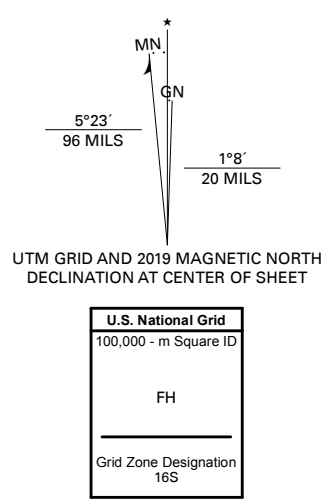 ★
MN
GN
5°23´
96 MILS
1°8´
20 MILS
UTM GRID AND 2019 MAGNETIC NORTH
DECLINATION AT CENTER OF SHEET
U.S. National Grid
100,000 - m Square ID
FH
Grid Zone Designation
16S